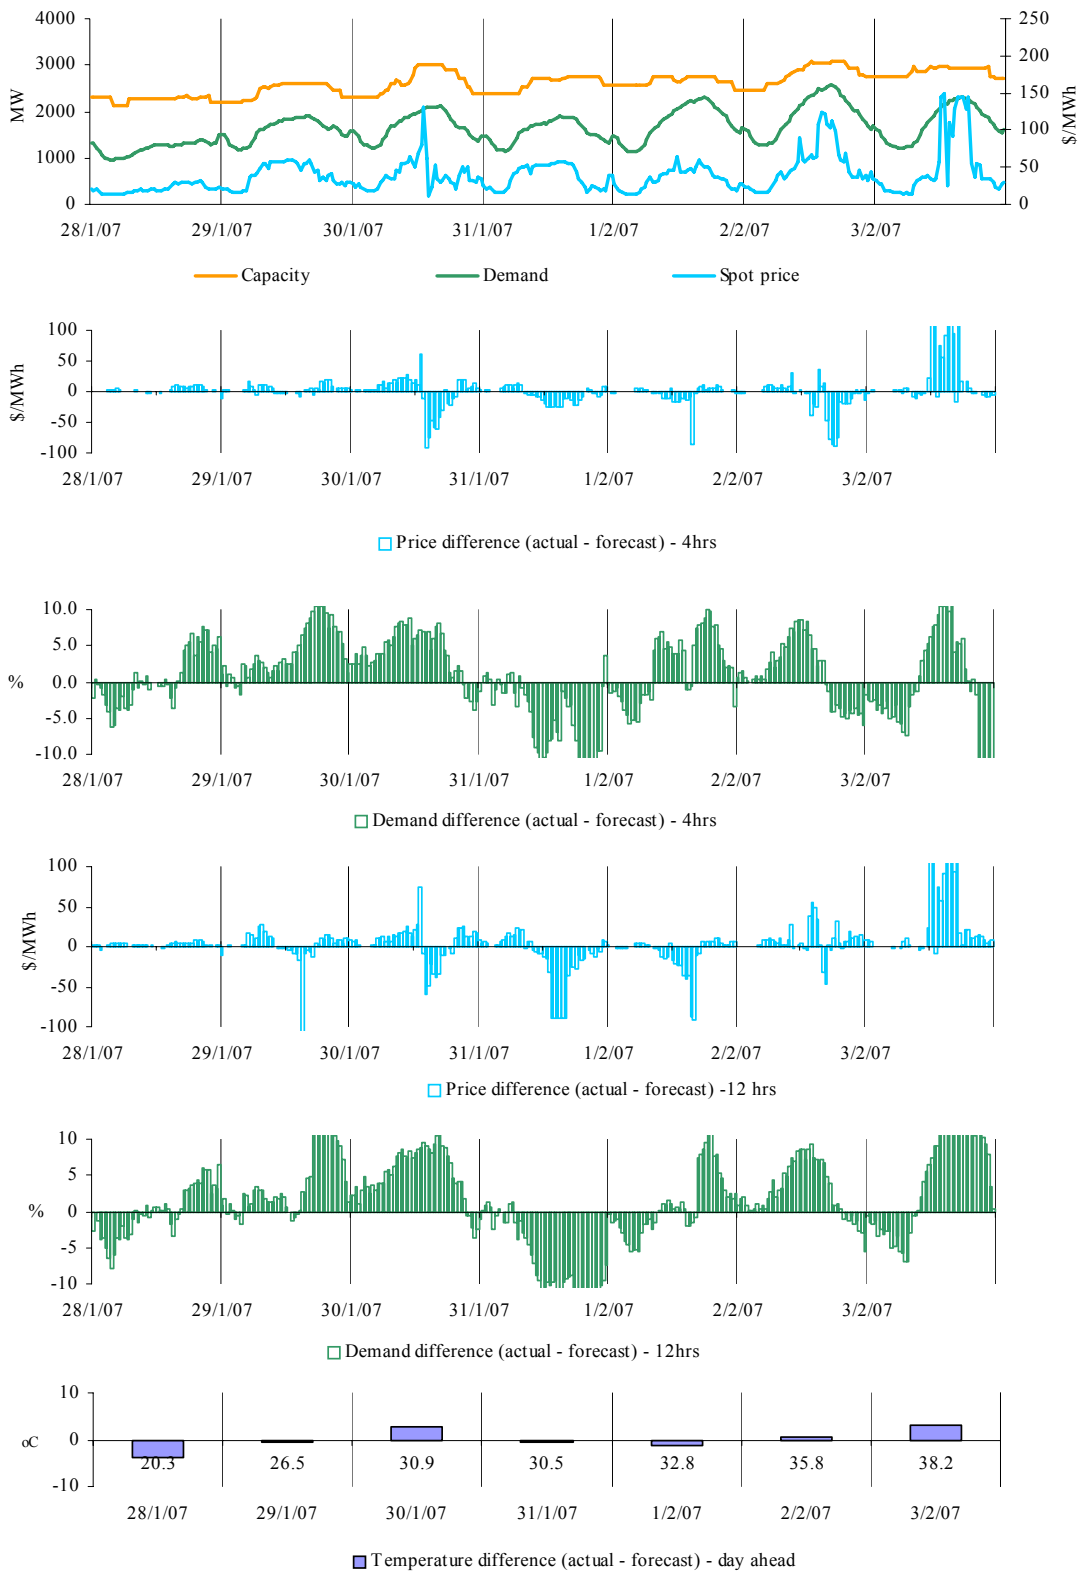 4000 250
3000 200
2000 150
1000 100
0 50
0
MW
$/MWh
28/1/07 29/1/07 30/1/07 31/1/07 1/2/07 2/2/07 3/2/07
Capacity Demand Spot price
100
50
0
-50
-100
$/MWh
28/1/07 29/1/07 30/1/07 31/1/07 1/2/07 2/2/07 3/2/07
Price difference (actual - forecast) - 4hrs
10.0
5.0
0.0
-5.0
-10.0
%
28/1/07 29/1/07 30/1/07 31/1/07 1/2/07 2/2/07 3/2/07
Demand difference (actual - forecast) - 4hrs
100
50
0
-50
-100
$/MWh
28/1/07 29/1/07 30/1/07 31/1/07 1/2/07 2/2/07 3/2/07
Price difference (actual - forecast) -12 hrs
10
5
0
-5
-10
%
28/1/07 29/1/07 30/1/07 31/1/07 1/2/07 2/2/07 3/2/07
Demand difference (actual - forecast) - 12hrs
10
0
-10
oC
20.3 26.5 30.9 30.5 32.8 35.8 38.2
28/1/07 29/1/07 30/1/07 31/1/07 1/2/07 2/2/07 3/2/07
Temperature difference (actual - forecast) - day ahead